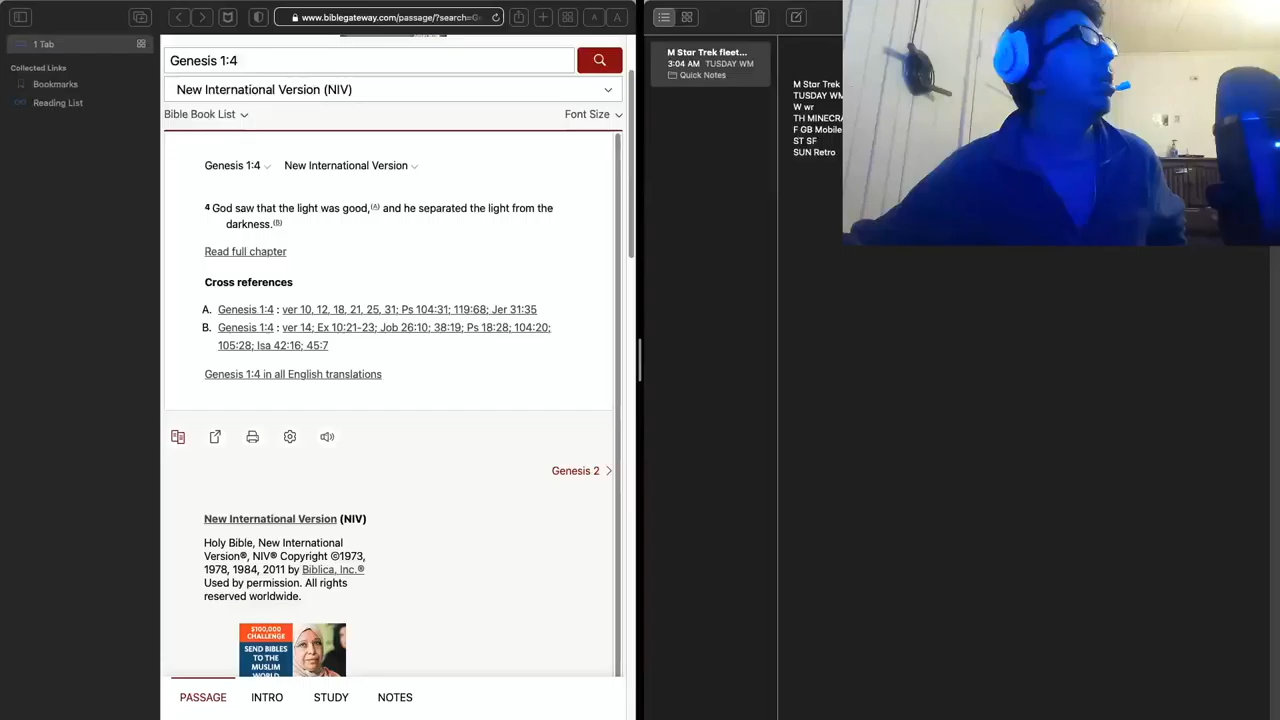 1 Tab
Collected Links
Bookmarks
Reading List
www.biblegateway.com/passage/?search=Ge
A A
Genesis 1:4
New International Version (NIV)
Bible Book List
Font Size
Genesis 1:4 New International Version
4 God saw that the light was good,(A) and he separated the light from the
darkness.(B)
Read full chapter
Cross references
A. Genesis 1:4 : ver 10, 12, 18, 21, 25, 31; Ps 104:31; 119:68; Jer 31:35
B. Genesis 1:4 : ver 14; Ex 10:21-23; Job 26:10; 38:19; Ps 18:28; 104:20;
105:28; Isa 42:16; 45:7
Genesis 1:4 in all English translations
Genesis 2
New International Version (NIV)
Holy Bible, New International
Version®, NIV® Copyright ©1973,
1978, 1984, 2011 by Biblica, Inc.®
Used by permission. All rights
reserved worldwide.
$100,000
CHALLENGE
SEND BIBLES
TO THE
MUSLIM
WORLD
PASSAGE INTRO STUDY NOTES
M Star Trek fleet...
3:04 AM TUSDAY WM
Quick Notes
M Star Trek
TUSDAY WM
W wr
TH MINECRA
F GB Mobile
ST SF
SUN Retro